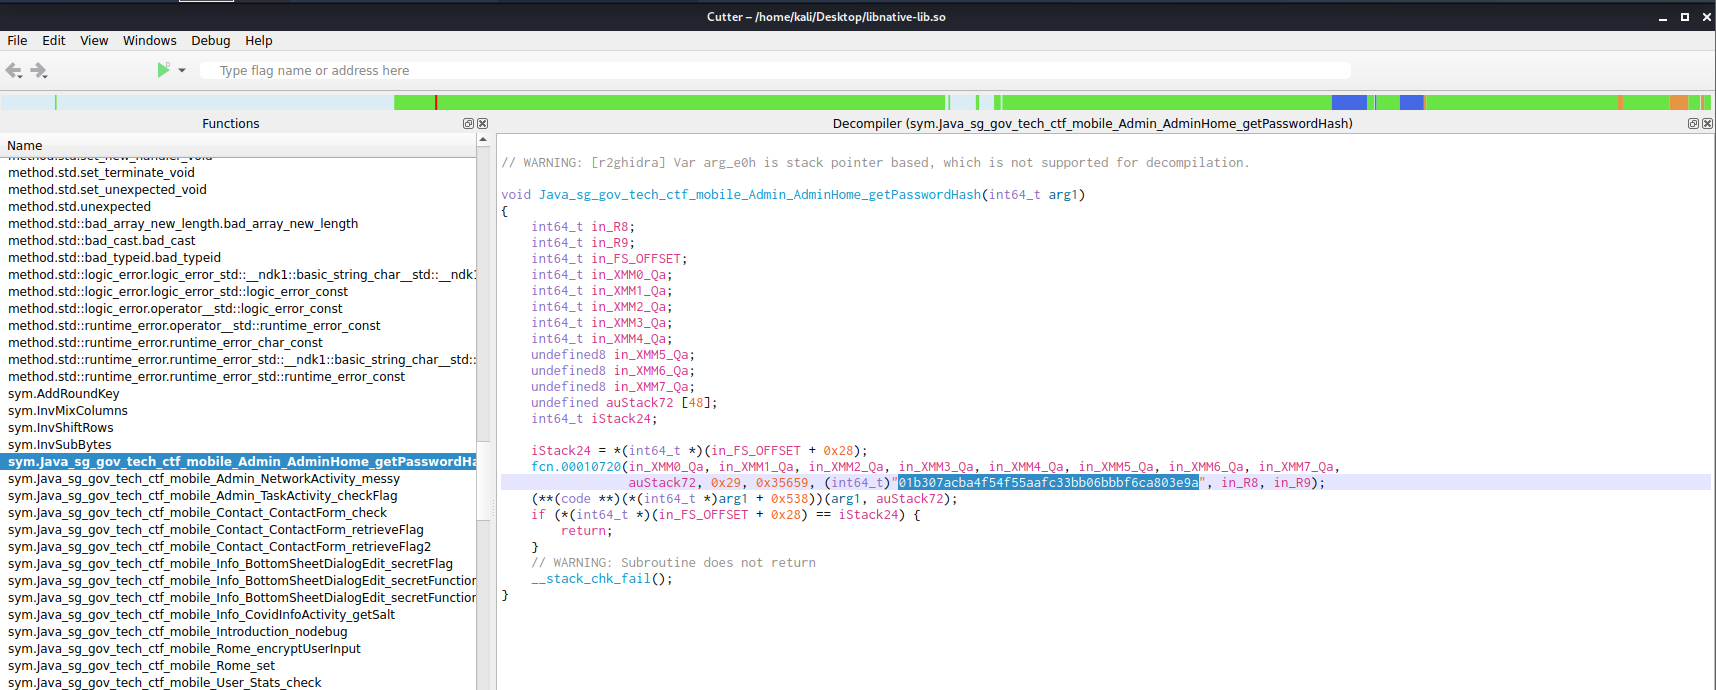 Cutter – /home/kali/Desktop/libnative-lib.so
File Edit View Windows Debug Help
Type flag name or address here
Functions
Name
method.std.set_new_handler_void
method.std.set_terminate_void
method.std.set_unexpected_void
method.std.unexpected
method.std::bad_array_new_length.bad_array_new_length
method.std::bad_cast.bad_cast
method.std::bad_typeid.bad_typeid
method.std::logic_error.logic_error_std::__ndk1::basic_string_char__std::__ndk1
method.std::logic_error.logic_error_std::logic_error_const
method.std::logic_error.operator__std::logic_error_const
method.std::runtime_error.operator__std::runtime_error_const
method.std::runtime_error.runtime_error_char_const
method.std::runtime_error.runtime_error_std::__ndk1::basic_string_char__std::
method.std::runtime_error.runtime_error_std::runtime_error_const
sym.AddRoundKey
sym.InvMixColumns
sym.InvShiftRows
sym.InvSubBytes
sym.Java_sg_gov_tech_ctf_mobile_Admin_AdminHome_getPasswordHa
sym.Java_sg_gov_tech_ctf_mobile_Admin_NetworkActivity_messy
sym.Java_sg_gov_tech_ctf_mobile_Admin_TaskActivity_checkFlag
sym.Java_sg_gov_tech_ctf_mobile_Contact_ContactForm_check
sym.Java_sg_gov_tech_ctf_mobile_Contact_ContactForm_retrieveFlag
sym.Java_sg_gov_tech_ctf_mobile_Contact_ContactForm_retrieveFlag2
sym.Java_sg_gov_tech_ctf_mobile_Info_BottomSheetDialogEdit_secretFlag
sym.Java_sg_gov_tech_ctf_mobile_Info_BottomSheetDialogEdit_secretFunction
sym.Java_sg_gov_tech_ctf_mobile_Info_BottomSheetDialogEdit_secretFunction
sym.Java_sg_gov_tech_ctf_mobile_Info_CovidInfoActivity_getSalt
sym.Java_sg_gov_tech_ctf_mobile_Introduction_nodebug
sym.Java_sg_gov_tech_ctf_mobile_Rome_encryptUserInput
sym.Java_sg_gov_tech_ctf_mobile_Rome_set
sym.Java_sg_gov_tech_ctf_mobile_User_Stats_check
Decompiler (sym.Java_sg_gov_tech_ctf_mobile_Admin_AdminHome_getPasswordHash)
// WARNING: [r2ghidra] Var arg_e0h is stack pointer based, which is not supported for decompilation.
void Java_sg_gov_tech_ctf_mobile_Admin_AdminHome_getPasswordHash(int64_t arg1)
{
int64_t in_R8;
int64_t in_R9;
int64_t in_FS_OFFSET;
int64_t in_XMM0_Qa;
int64_t in_XMM1_Qa;
int64_t in_XMM2_Qa;
int64_t in_XMM3_Qa;
int64_t in_XMM4_Qa;
undefined8 in_XMM5_Qa;
undefined8 in_XMM6_Qa;
undefined8 in_XMM7_Qa;
undefined auStack72 [48];
int64_t iStack24;
iStack24 = *(int64_t *)(in_FS_OFFSET + 0x28);
fcn.00010720(in_XMM0_Qa, in_XMM1_Qa, in_XMM2_Qa, in_XMM3_Qa, in_XMM4_Qa, in_XMM5_Qa, in_XMM6_Qa, in_XMM7_Qa,
auStack72, 0x29, 0x35659, (int64_t)"01b307acba4f54f55aafc33bb06bbbf6ca803e9a", in_R8, in_R9);
(**(code **)(*(int64_t *)arg1 + 0x538))(arg1, auStack72);
if (*(int64_t *)(in_FS_OFFSET + 0x28) == iStack24) {
return;
}
// WARNING: Subroutine does not return
__stack_chk_fail();
}